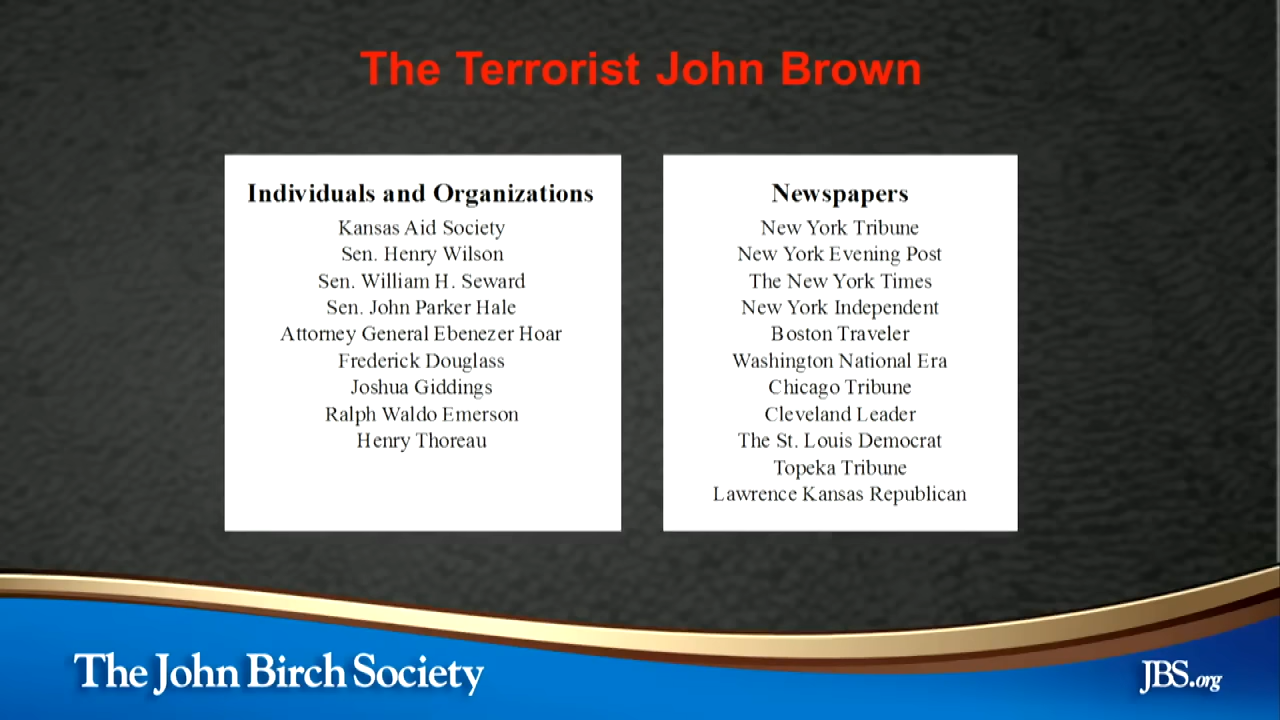 The Terrorist John Brown
Individuals and Organizations
Kansas Aid Society
Sen. Henry Wilson
Sen. William H. Seward
Sen. John Parker Hale
Attorney General Ebenezer Hoar
Frederick Douglass
Joshua Giddings
Ralph Waldo Emerson
Henry Thoreau
Newspapers
New York Tribune
New York Evening Post
The New York Times
New York Independent
Boston Traveler
Washington National Era
Chicago Tribune
Cleveland Leader
The St. Louis Democrat
Topeka Tribune
Lawrence Kansas Republican
The John Birch Society
JBS.org